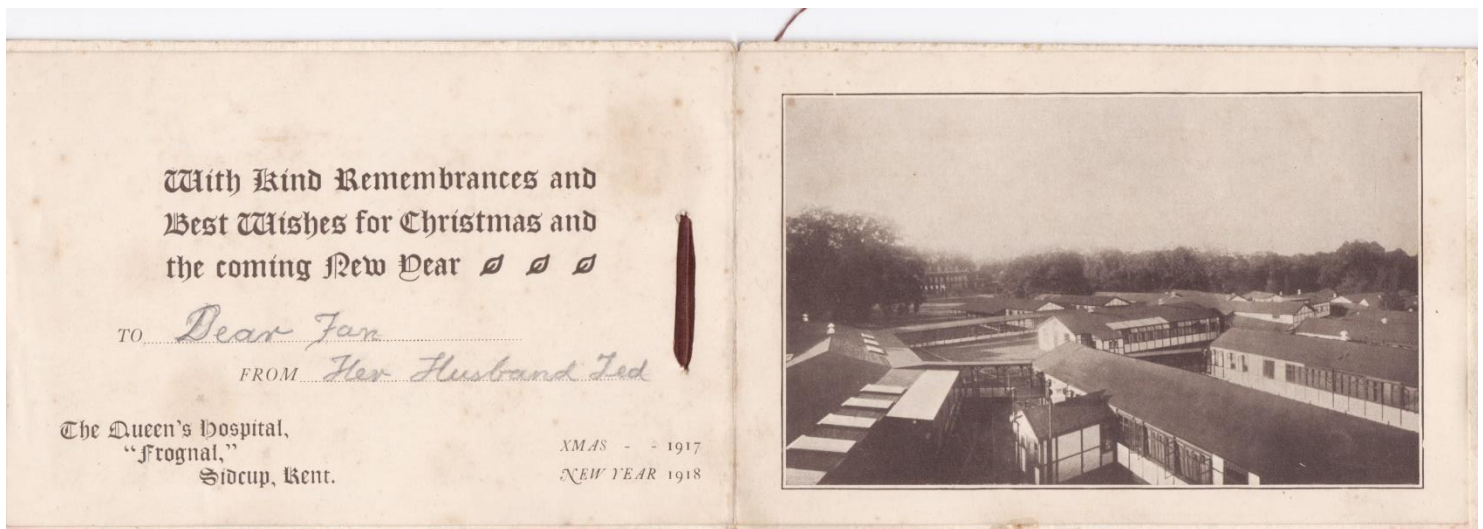 With Kind Remembrances and
Best Wishes for Christmas and
the coming New Year
TO Dear Fan
FROM Her Husband Ted
The Queen's Hospital,
"Frognal,"
Sidcup, Kent.
XMAS - - 1917
NEW YEAR 1918